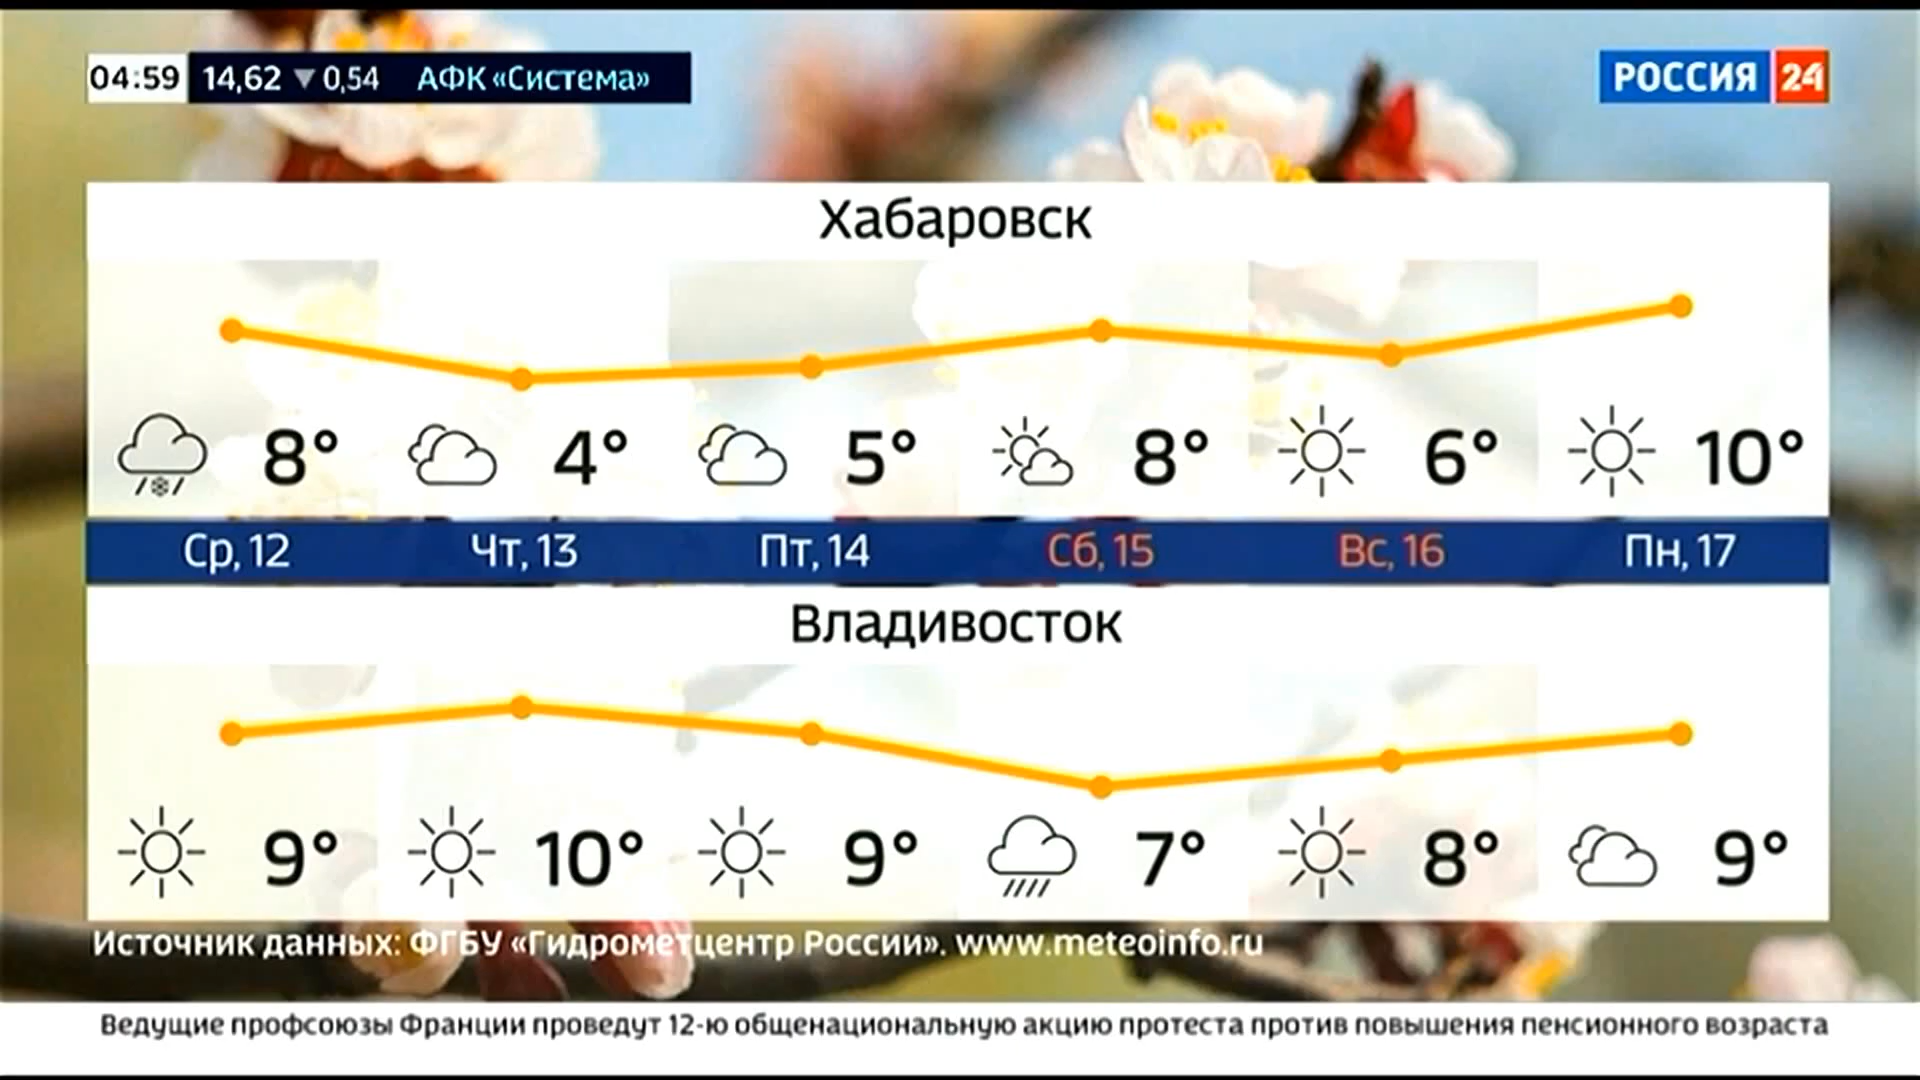 04:59 14,62 ▼ 0,54 АФК «Система»
РОССИЯ 24
Хабаровск
8° 4° 5° 8° 6° 10°
Ср, 12 Чт, 13 Пт, 14 Сб, 15 Вс, 16 Пн, 17
Владивосток
9° 10° 9° 7° 8° 9°
Источник данных: ФГБУ «Гидрометцентр России». www.meteoinfo.ru
Ведущие профсоюзы Франции проведут 12-ю общенациональную акцию протеста против повышения пенсионного возраста